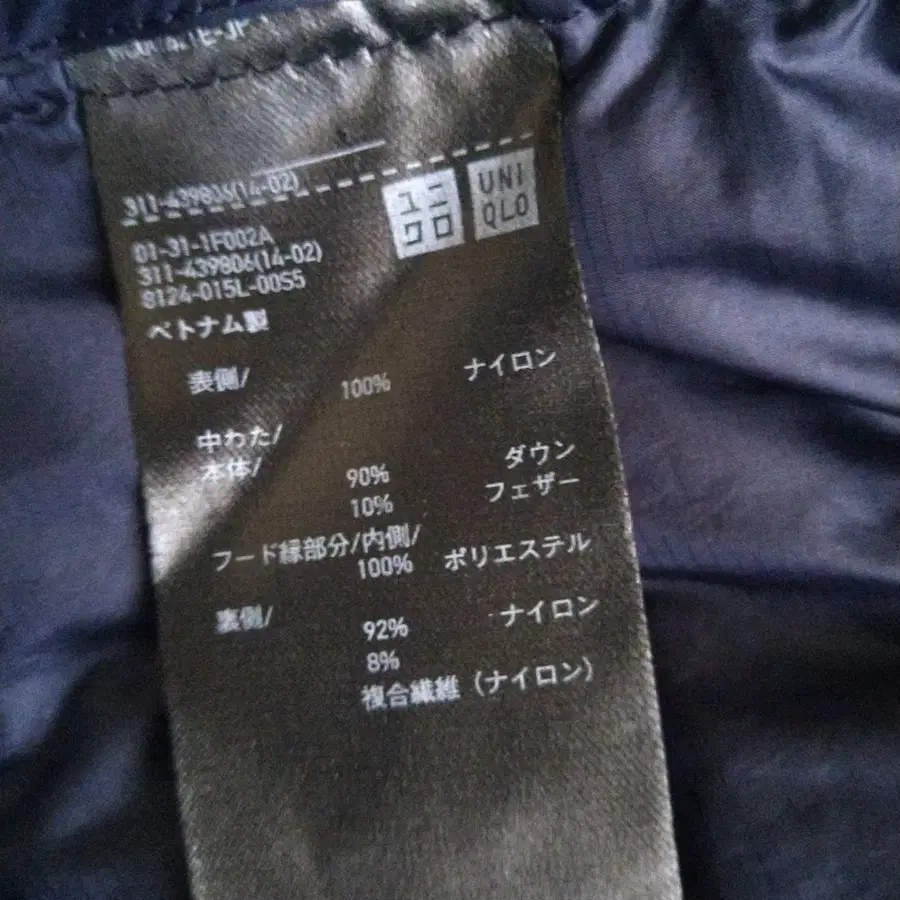 311-439806(14-02)
ユニ
クロ
UNI
QLO
01-31-1F002A
311-439806(14-02)
8124-015L-00S5
ベトナム製
表側/
100% ナイロン
中わた/
本体/
90% ダウン
10% フェザー
フード縁部分/内側/
100% ポリエステル
裏側/
92% ナイロン
8%
複合繊維(ナイロン)